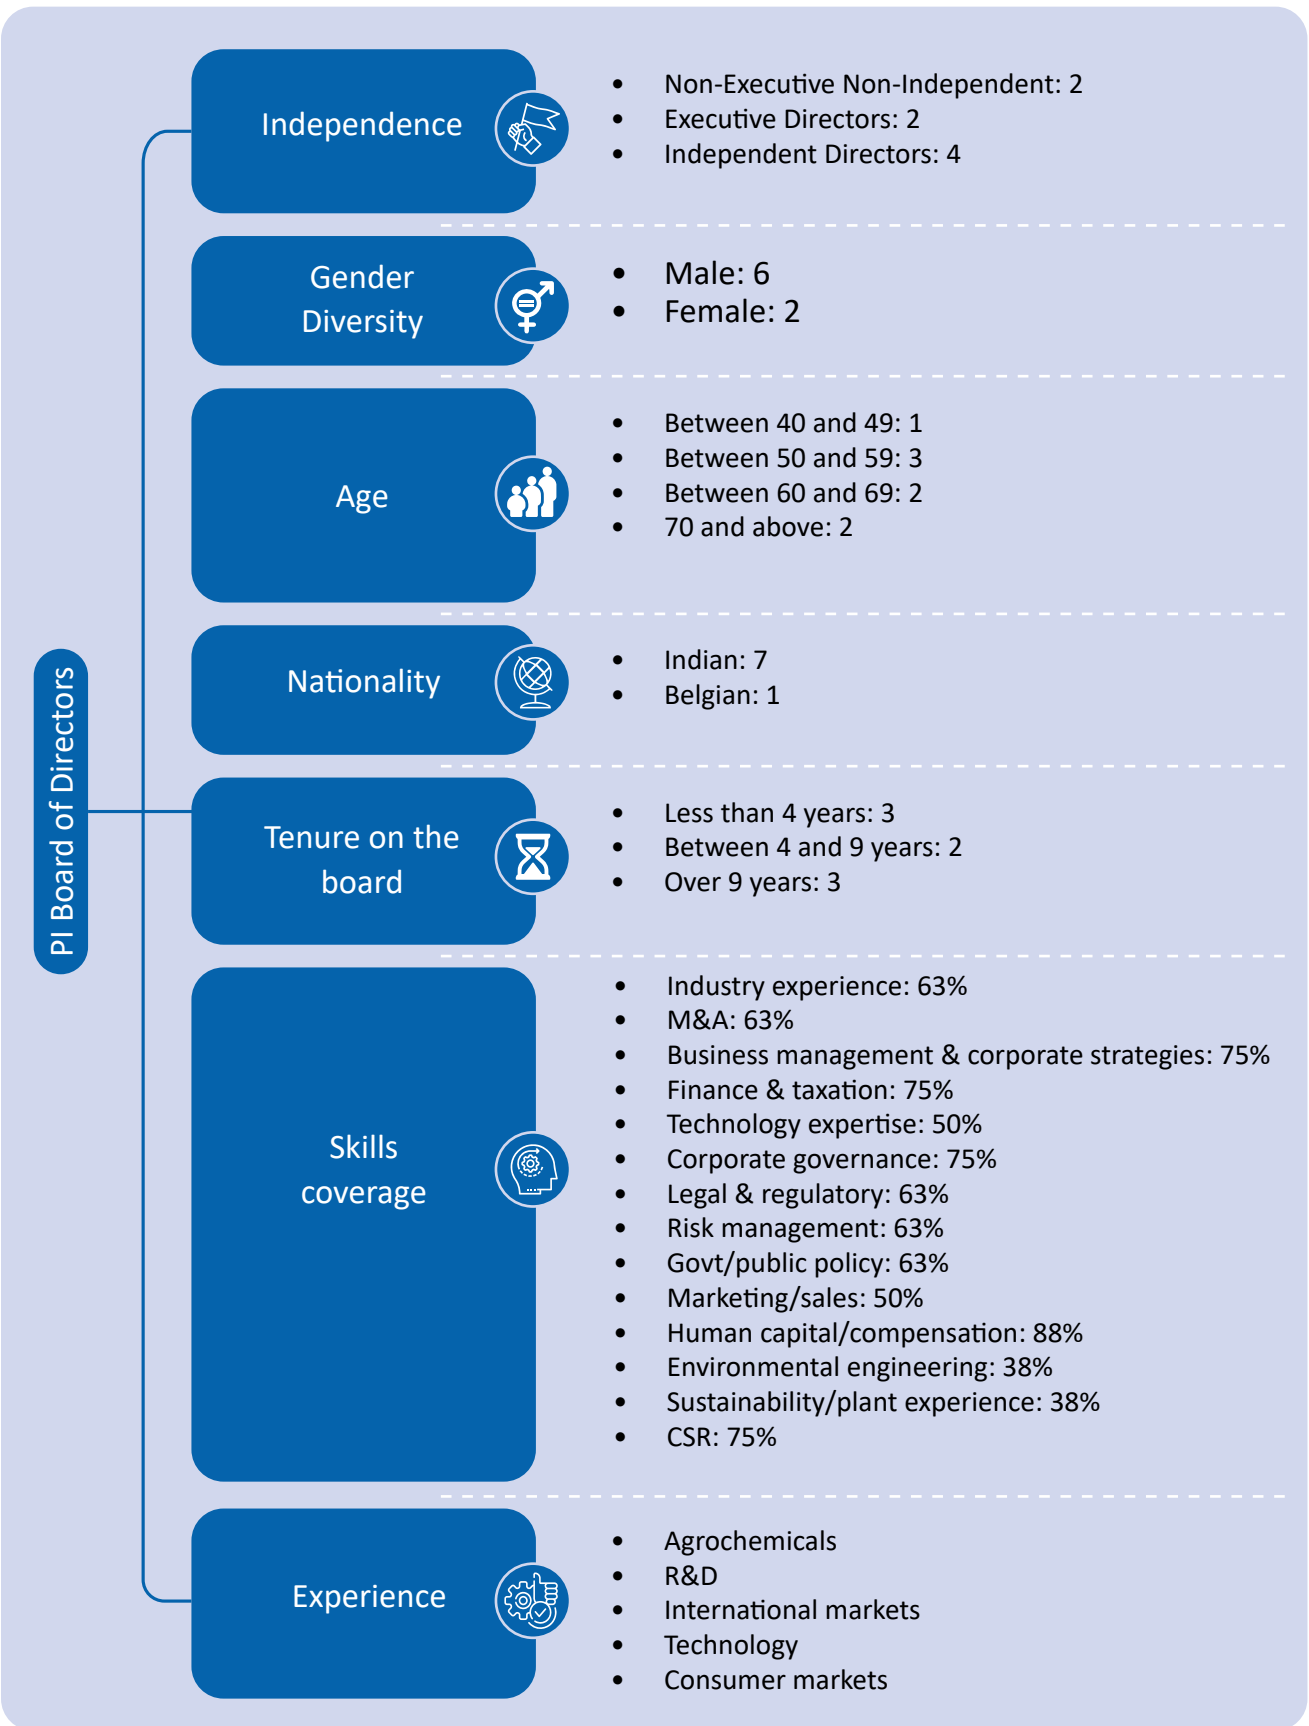 PI Board of Directors
Independence
• Non-Executive Non-Independent: 2
• Executive Directors: 2
• Independent Directors: 4
Gender
Diversity
• Male: 6
• Female: 2
Age
• Between 40 and 49: 1
• Between 50 and 59: 3
• Between 60 and 69: 2
• 70 and above: 2
Nationality
• Indian: 7
• Belgian: 1
Tenure on the
board
• Less than 4 years: 3
• Between 4 and 9 years: 2
• Over 9 years: 3
Skills
coverage
• Industry experience: 63%
• M&A: 63%
• Business management & corporate strategies: 75%
• Finance & taxation: 75%
• Technology expertise: 50%
• Corporate governance: 75%
• Legal & regulatory: 63%
• Risk management: 63%
• Govt/public policy: 63%
• Marketing/sales: 50%
• Human capital/compensation: 88%
• Environmental engineering: 38%
• Sustainability/plant experience: 38%
• CSR: 75%
Experience
• Agrochemicals
• R&D
• International markets
• Technology
• Consumer markets